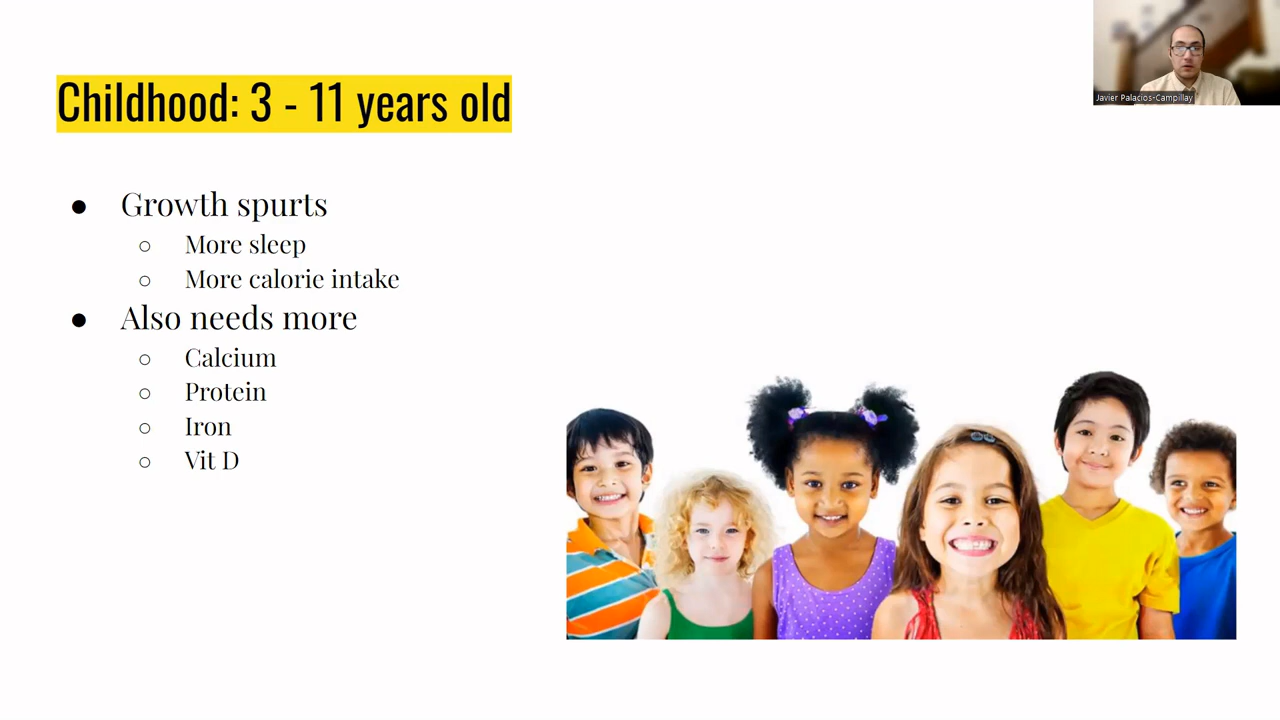 Childhood: 3 - 11 years old
Javier Palacios-Campillay
● Growth spurts
○ More sleep
○ More calorie intake
● Also needs more
○ Calcium
○ Protein
○ Iron
○ Vit D